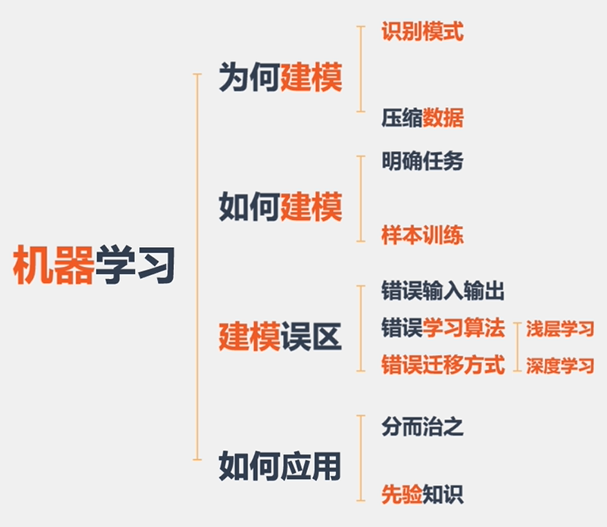 机器学习
为何建模
识别模式
压缩数据
如何建模
明确任务
样本训练
建模误区
错误输入输出
错误学习算法
错误迁移方式
浅层学习
深度学习
如何应用
分而治之
先验知识